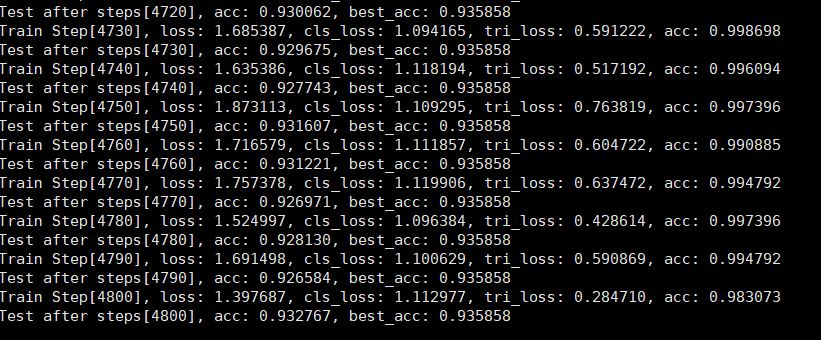 Test after steps[4720], acc: 0.930062, best_acc: 0.935858
Train Step[4730], loss: 1.685387, cls_loss: 1.094165, tri_loss: 0.591222, acc: 0.998698
Test after steps[4730], acc: 0.929675, best_acc: 0.935858
Train Step[4740], loss: 1.635386, cls_loss: 1.118194, tri_loss: 0.517192, acc: 0.996094
Test after steps[4740], acc: 0.927743, best_acc: 0.935858
Train Step[4750], loss: 1.873113, cls_loss: 1.109295, tri_loss: 0.763819, acc: 0.997396
Test after steps[4750], acc: 0.931607, best_acc: 0.935858
Train Step[4760], loss: 1.716579, cls_loss: 1.111857, tri_loss: 0.604722, acc: 0.990885
Test after steps[4760], acc: 0.931221, best_acc: 0.935858
Train Step[4770], loss: 1.757378, cls_loss: 1.119906, tri_loss: 0.637472, acc: 0.994792
Test after steps[4770], acc: 0.926971, best_acc: 0.935858
Train Step[4780], loss: 1.524997, cls_loss: 1.096384, tri_loss: 0.428614, acc: 0.997396
Test after steps[4780], acc: 0.928130, best_acc: 0.935858
Train Step[4790], loss: 1.691498, cls_loss: 1.100629, tri_loss: 0.590869, acc: 0.994792
Test after steps[4790], acc: 0.926584, best_acc: 0.935858
Train Step[4800], loss: 1.397687, cls_loss: 1.112977, tri_loss: 0.284710, acc: 0.983073
Test after steps[4800], acc: 0.932767, best_acc: 0.935858